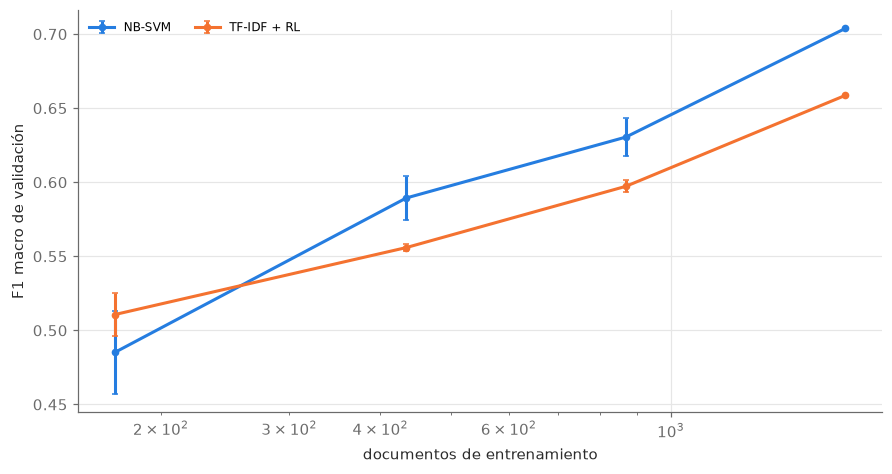 NB-SVM TF-IDF + RL
0.70
0.65
0.60
0.55
0.50
0.45
F1 macro de validación
2 × 10² 3 × 10² 4 × 10² 6 × 10² 10³
documentos de entrenamiento